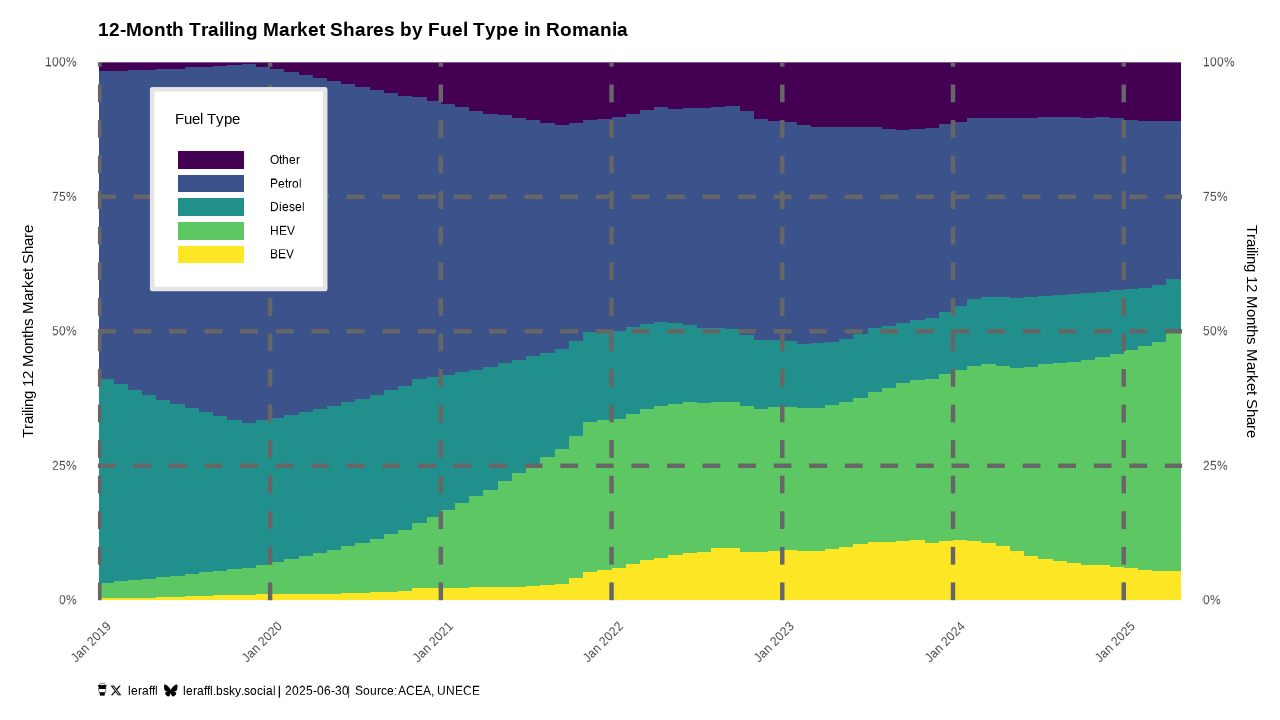 12-Month Trailing Market Shares by Fuel Type in Romania
100%
100%
Fuel Type
Other
Petrol
Diesel
HEV
BEV
75%
75%
Trailing 12 Months Market Share
Trailing 12 Months Market Share
50%
50%
25%
25%
0%
0%
Jan 2019
Jan 2020
Jan 2021
Jan 2022
Jan 2023
Jan 2024
Jan 2025
leraffl leraffl.bsky.social | 2025-06-30| Source:ACEA, UNECE